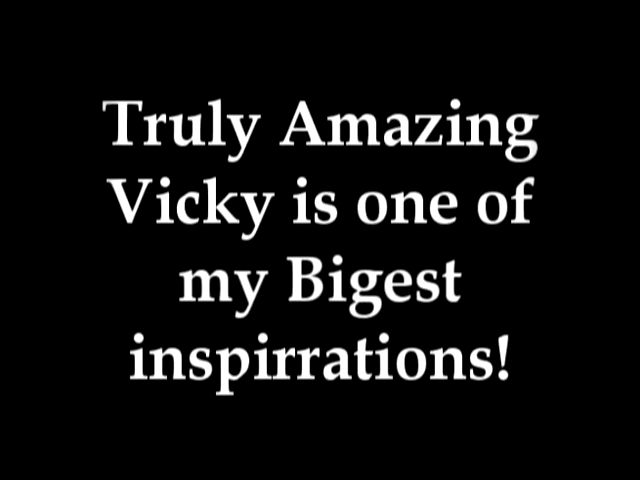 Truly Amazing
Vicky is one of
my Bigest
inspirrations!